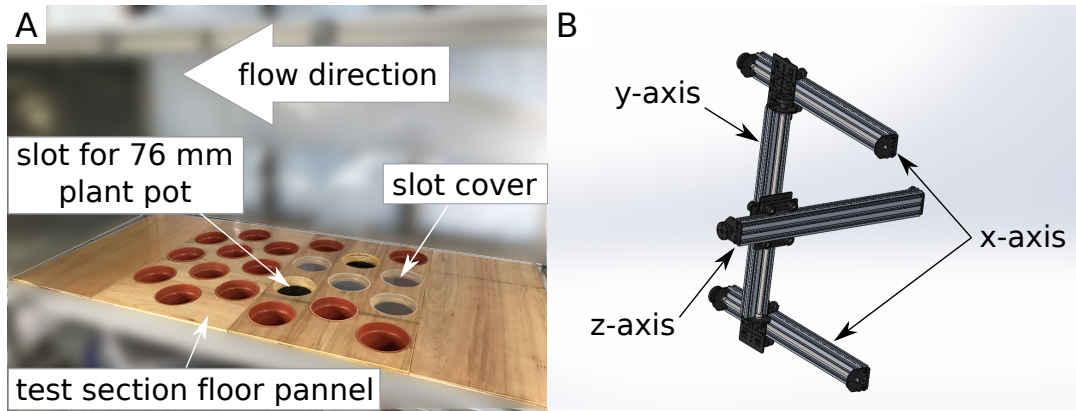 A
flow direction
slot for 76 mm
plant pot
slot cover
test section floor pannel
B
y-axis
x-axis
z-axis